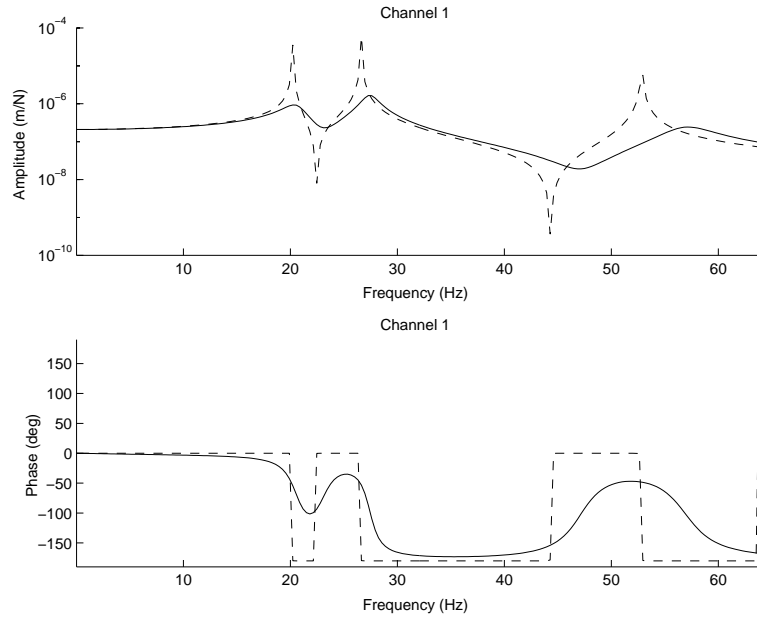 Channel 1
10^−4
10^−6
10^−8
10^−10
Amplitude (m/N)
10 20 30 40 50 60
Frequency (Hz)
Channel 1
150
100
50
0
−50
−100
−150
Phase (deg)
10 20 30 40 50 60
Frequency (Hz)